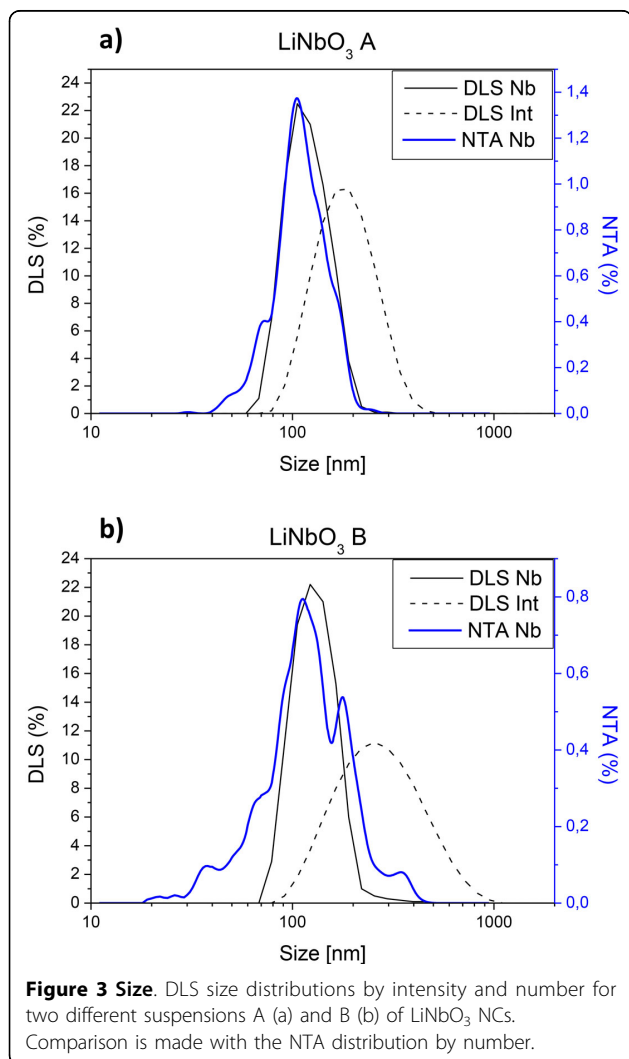 a)
LiNbO₃ A
24
22
20
18
16
14
12
10
8
6
4
2
0
DLS (%)
DLS Nb
DLS Int
NTA Nb
1,4
1,2
1,0
0,8
0,6
0,4
0,2
0,0
NTA (%)
10 100 1000
Size [nm]
b)
LiNbO₃ B
24
22
20
18
16
14
12
10
8
6
4
2
0
DLS (%)
DLS Nb
DLS Int
NTA Nb
0,8
0,6
0,4
0,2
0,0
NTA (%)
10 100 1000
Size [nm]
Figure 3 Size. DLS size distributions by intensity and number for
two different suspensions A (a) and B (b) of LiNbO₃ NCs.
Comparison is made with the NTA distribution by number.